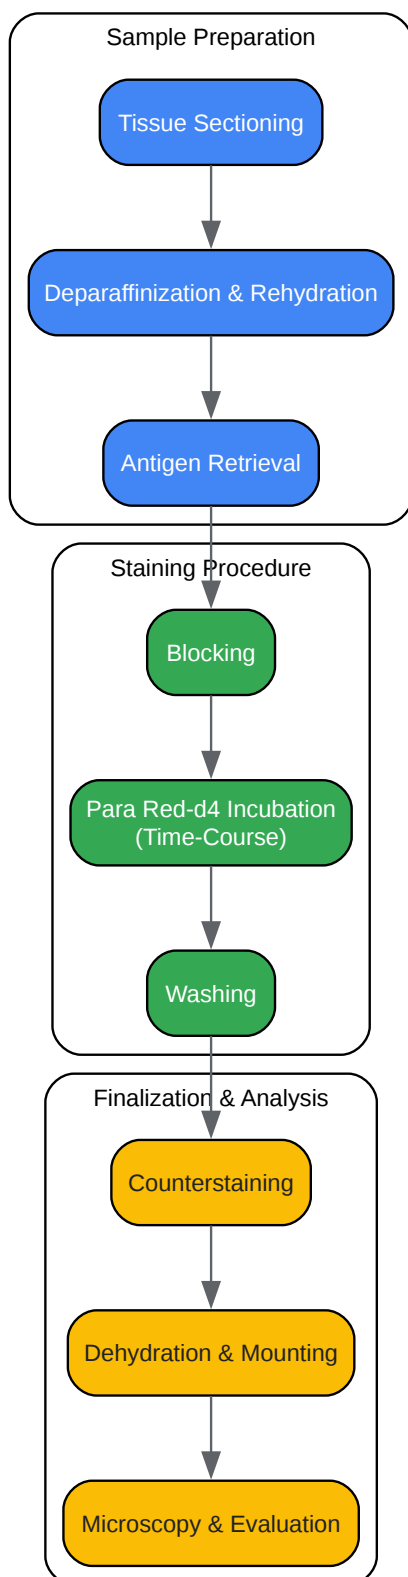 Sample Preparation
Tissue Sectioning
Deparaffinization & Rehydration
Antigen Retrieval
Staining Procedure
Blocking
Para Red-d4 Incubation
(Time-Course)
Washing
Finalization & Analysis
Counterstaining
Dehydration & Mounting
Microscopy & Evaluation